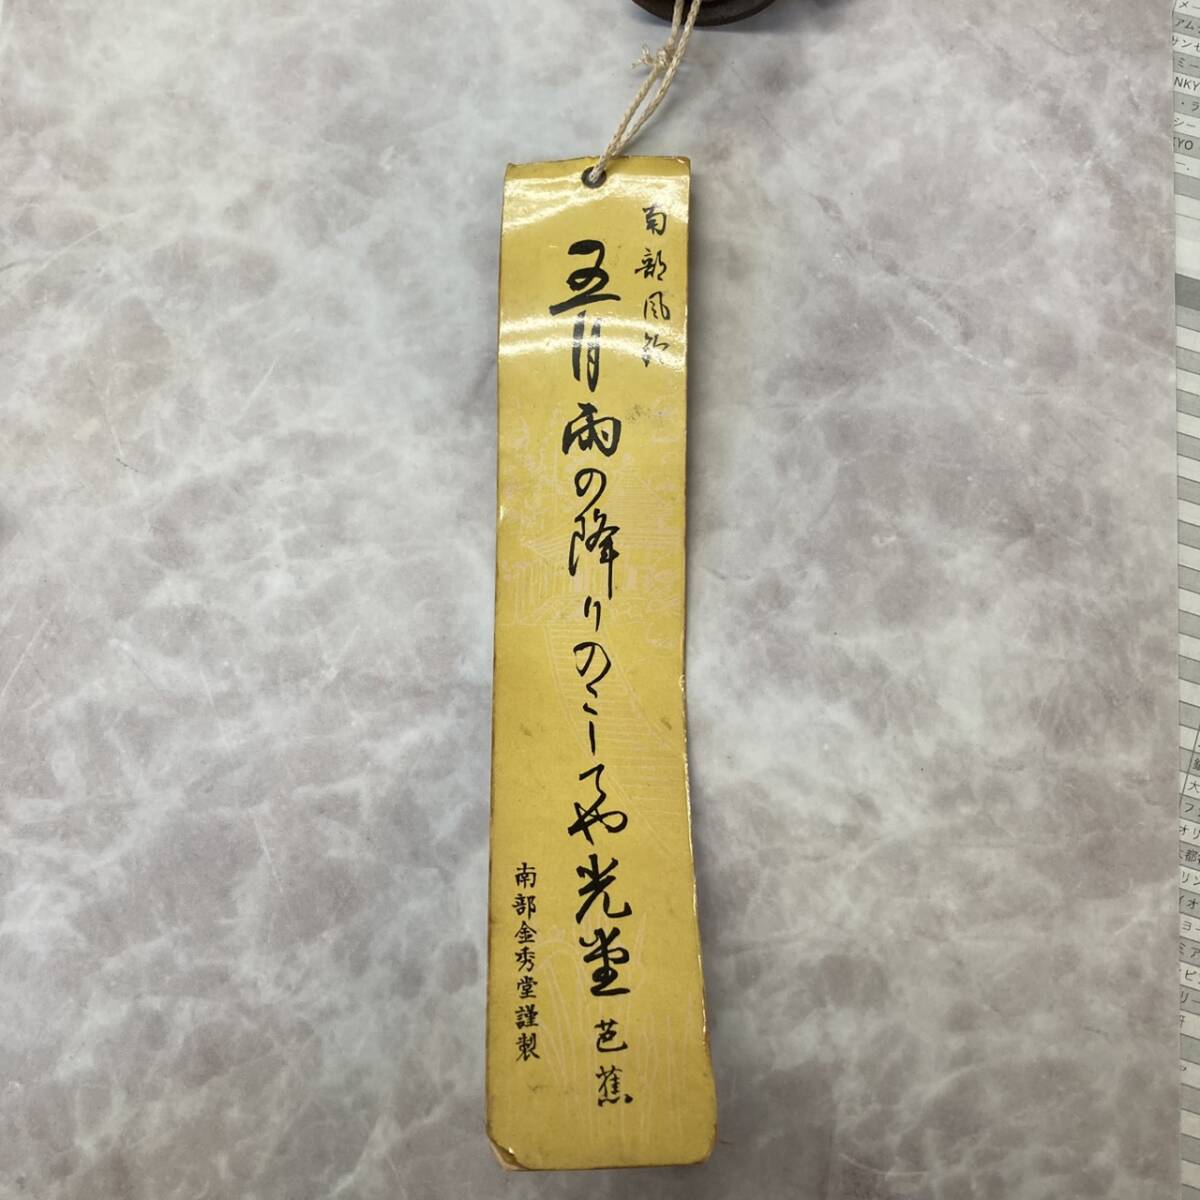 南部風鈴
五月雨の降りのこしてや光堂
芭蕉
南部金秀堂謹製
NKY